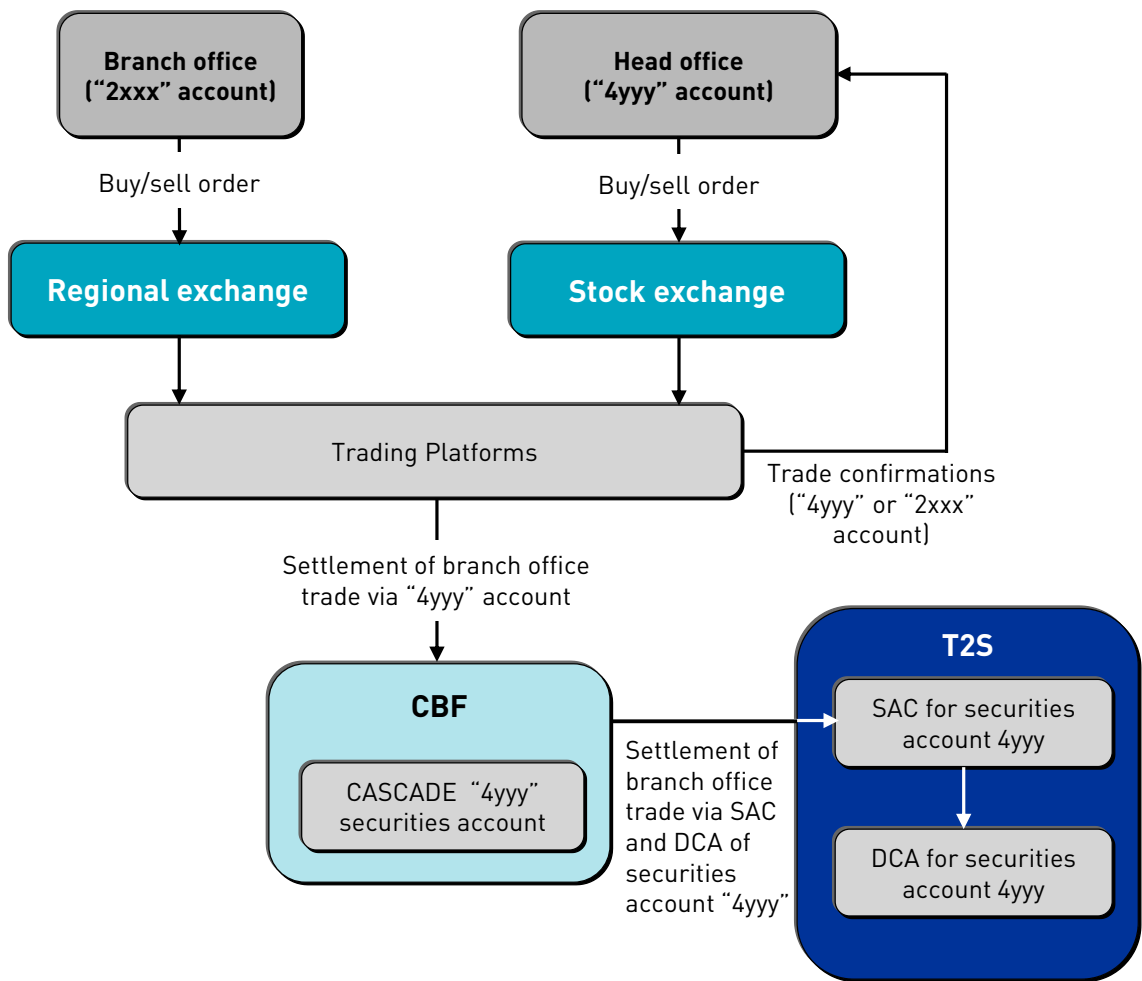 Branch office
(“2xxx” account)
Head office
(“4yyy” account)
Buy/sell order
Buy/sell order
Regional exchange
Stock exchange
Trading Platforms
Trade confirmations
(“4yyy” or “2xxx”
account)
Settlement of branch office
trade via “4yyy” account
CBF
CASCADE “4yyy”
securities account
Settlement of
branch office
trade via SAC
and DCA of
securities
account “4yyy”
T2S
SAC for securities
account 4yyy
DCA for securities
account 4yyy